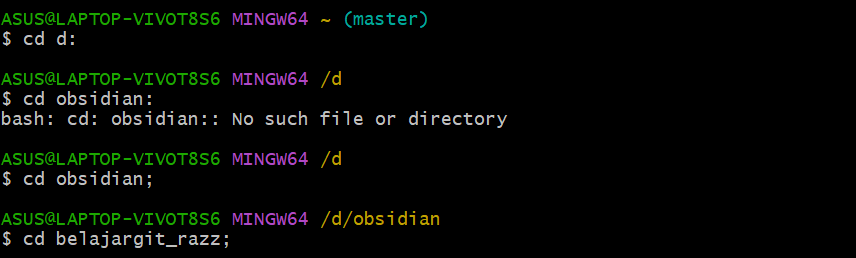 ASUS@LAPTOP-VIVOT8S6 MINGW64 ~ (master)
$ cd d:
ASUS@LAPTOP-VIVOT8S6 MINGW64 /d
$ cd obsidian:
bash: cd: obsidian:: No such file or directory
ASUS@LAPTOP-VIVOT8S6 MINGW64 /d
$ cd obsidian;
ASUS@LAPTOP-VIVOT8S6 MINGW64 /d/obsidian
$ cd belajargit_razz;